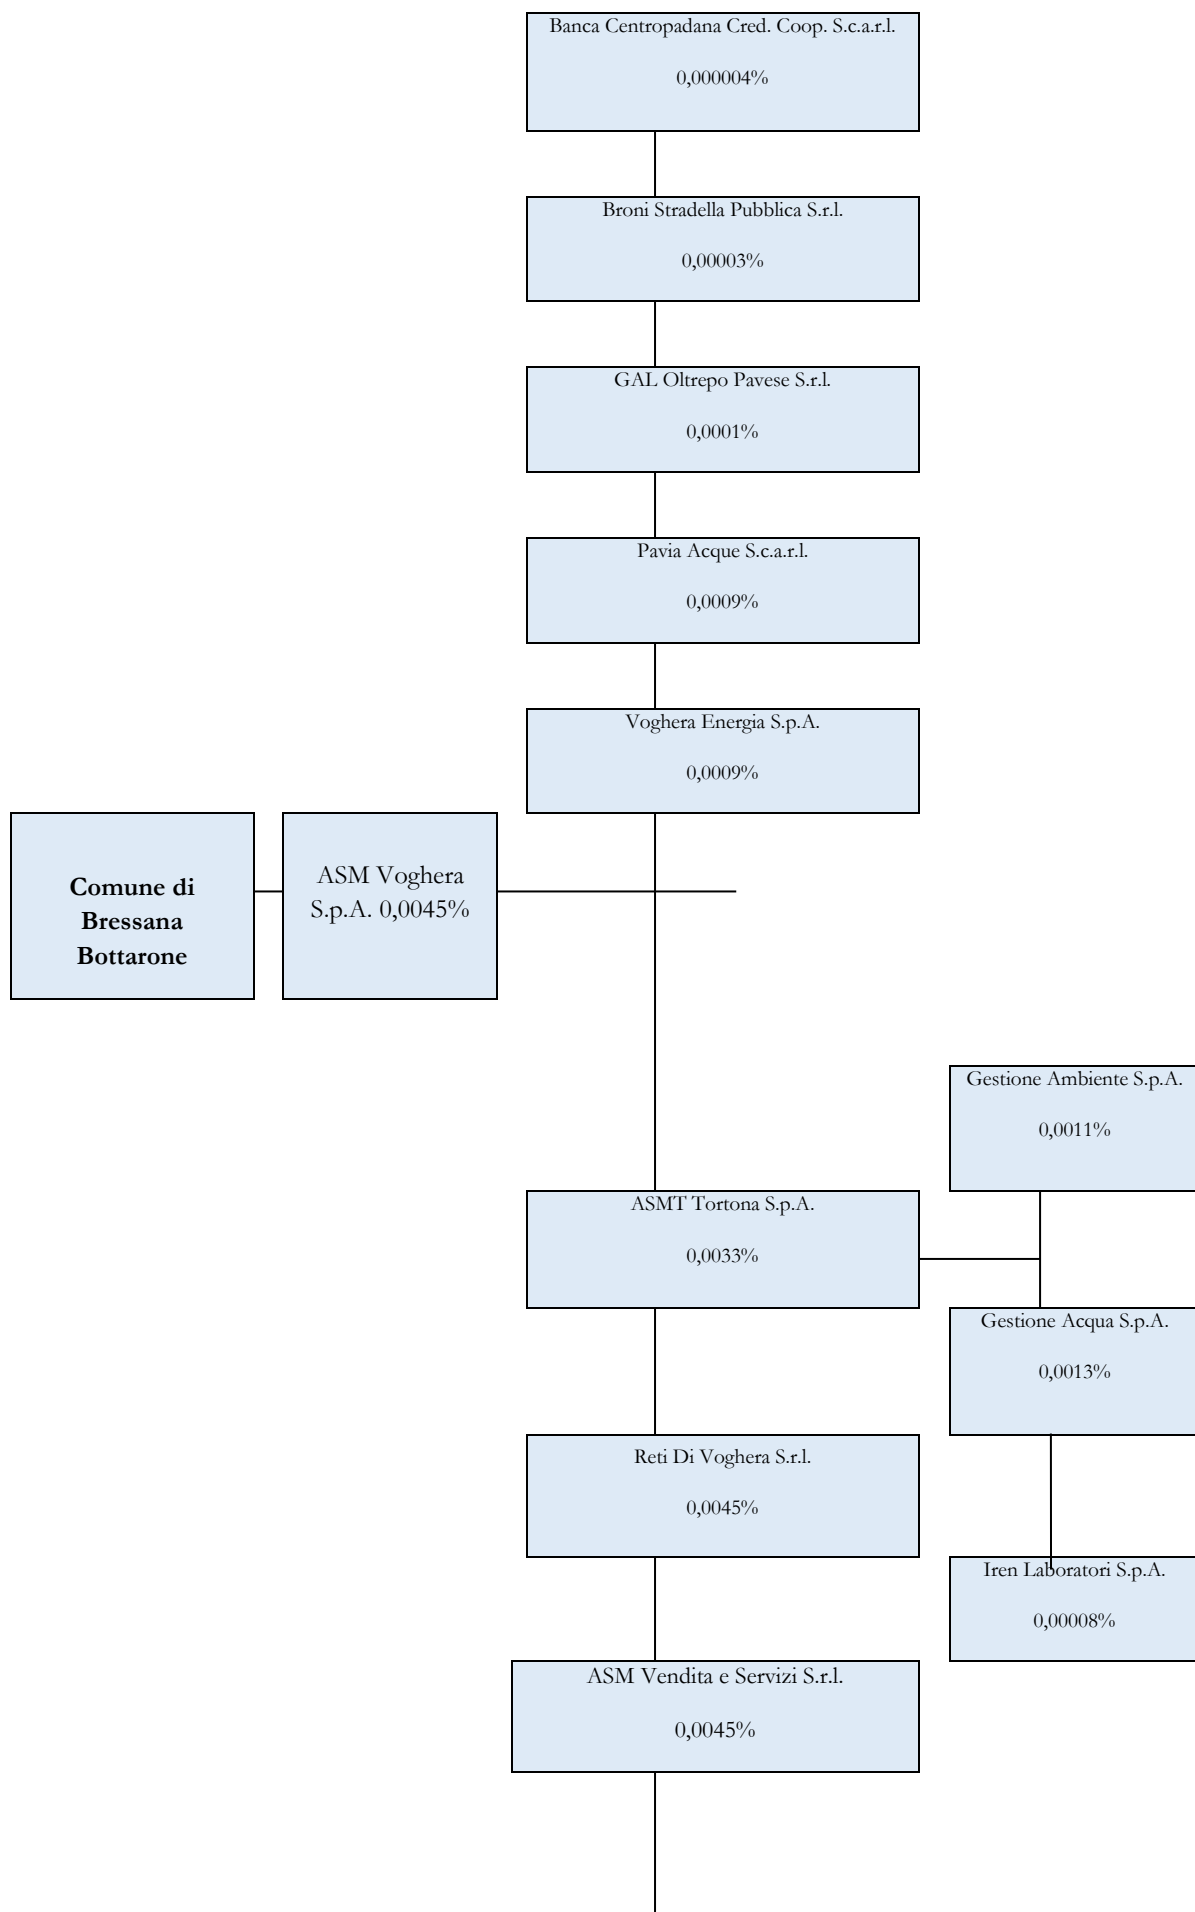 Banca Centropadana Cred. Coop. S.c.a.r.l.
0,000004%
Broni Stradella Pubblica S.r.l.
0,00003%
GAL Oltrepo Pavese S.r.l.
0,0001%
Pavia Acque S.c.a.r.l.
0,0009%
Voghera Energia S.p.A.
0,0009%
Comune di
Bressana
Bottarone
ASM Voghera
S.p.A. 0,0045%
Gestione Ambiente S.p.A.
0,0011%
ASMT Tortona S.p.A.
0,0033%
Gestione Acqua S.p.A.
0,0013%
Reti Di Voghera S.r.l.
0,0045%
Iren Laboratori S.p.A.
0,00008%
ASM Vendita e Servizi S.r.l.
0,0045%